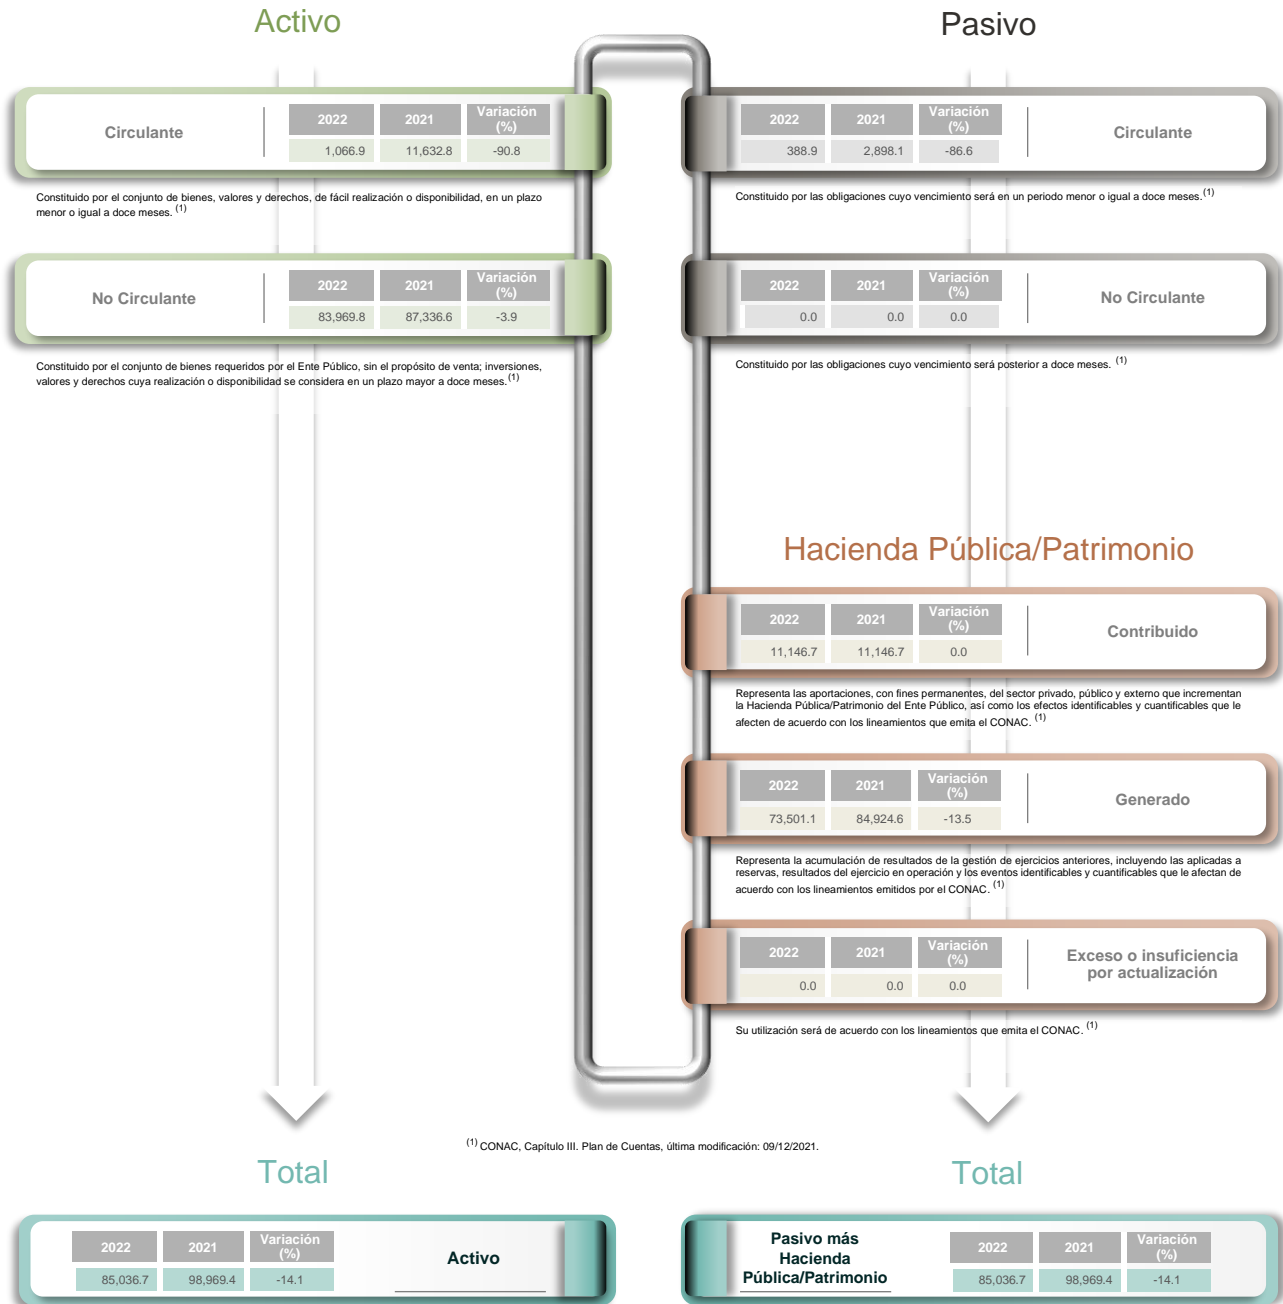 Activo
Circulante
2022 2021 Variación (%)
1,066.9 11,632.8 -90.8
Constituido por el conjunto de bienes, valores y derechos, de fácil realización o disponibilidad, en un plazo
menor o igual a doce meses. (1)
No Circulante
2022 2021 Variación (%)
83,969.8 87,336.6 -3.9
Constituido por el conjunto de bienes requeridos por el Ente Público, sin el propósito de venta; inversiones,
valores y derechos cuya realización o disponibilidad se considera en un plazo mayor a doce meses. (1)
Pasivo
2022 2021 Variación (%)
388.9 2,898.1 -86.6
Circulante
Constituido por las obligaciones cuyo vencimiento será en un periodo menor o igual a doce meses. (1)
2022 2021 Variación (%)
0.0 0.0 0.0
No Circulante
Constituido por las obligaciones cuyo vencimiento será posterior a doce meses. (1)
Hacienda Pública/Patrimonio
2022 2021 Variación (%)
11,146.7 11,146.7 0.0
Contribuido
Representa las aportaciones, con fines permanentes, del sector privado, público y externo que incrementan
la Hacienda Pública/Patrimonio del Ente Público, así como los efectos identificables y cuantificables que le
afecten de acuerdo con los lineamientos que emita el CONAC. (1)
2022 2021 Variación (%)
73,501.1 84,924.6 -13.5
Generado
Representa la acumulación de resultados de la gestión de ejercicios anteriores, incluyendo las aplicadas a
reservas, resultados del ejercicio en operación y los eventos identificables y cuantificables que le afectan de
acuerdo con los lineamientos emitidos por el CONAC. (1)
2022 2021 Variación (%)
0.0 0.0 0.0
Exceso o insuficiencia
por actualización
Su utilización será de acuerdo con los lineamientos que emita el CONAC. (1)
(1) CONAC, Capítulo III. Plan de Cuentas, última modificación: 09/12/2021.
Total
2022 2021 Variación (%)
85,036.7 98,969.4 -14.1
Activo
Total
Pasivo más
Hacienda
Pública/Patrimonio
2022 2021 Variación (%)
85,036.7 98,969.4 -14.1